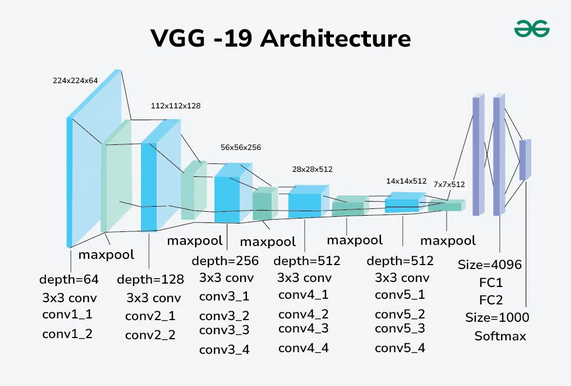 VGG -19 Architecture
224x224x64
112x112x128
56x56x256
28x28x512
14x14x512
7x7x512
maxpool
maxpool
maxpool
maxpool
maxpool
depth=64
3x3 conv
conv1_1
conv1_2
depth=128
3x3 conv
conv2_1
conv2_2
depth=256
3x3 conv
conv3_1
conv3_2
conv3_3
conv3_4
depth=512
3x3 conv
conv4_1
conv4_2
conv4_3
conv4_4
depth=512
3x3 conv
conv5_1
conv5_2
conv5_3
conv5_4
Size=4096
FC1
FC2
Size=1000
Softmax